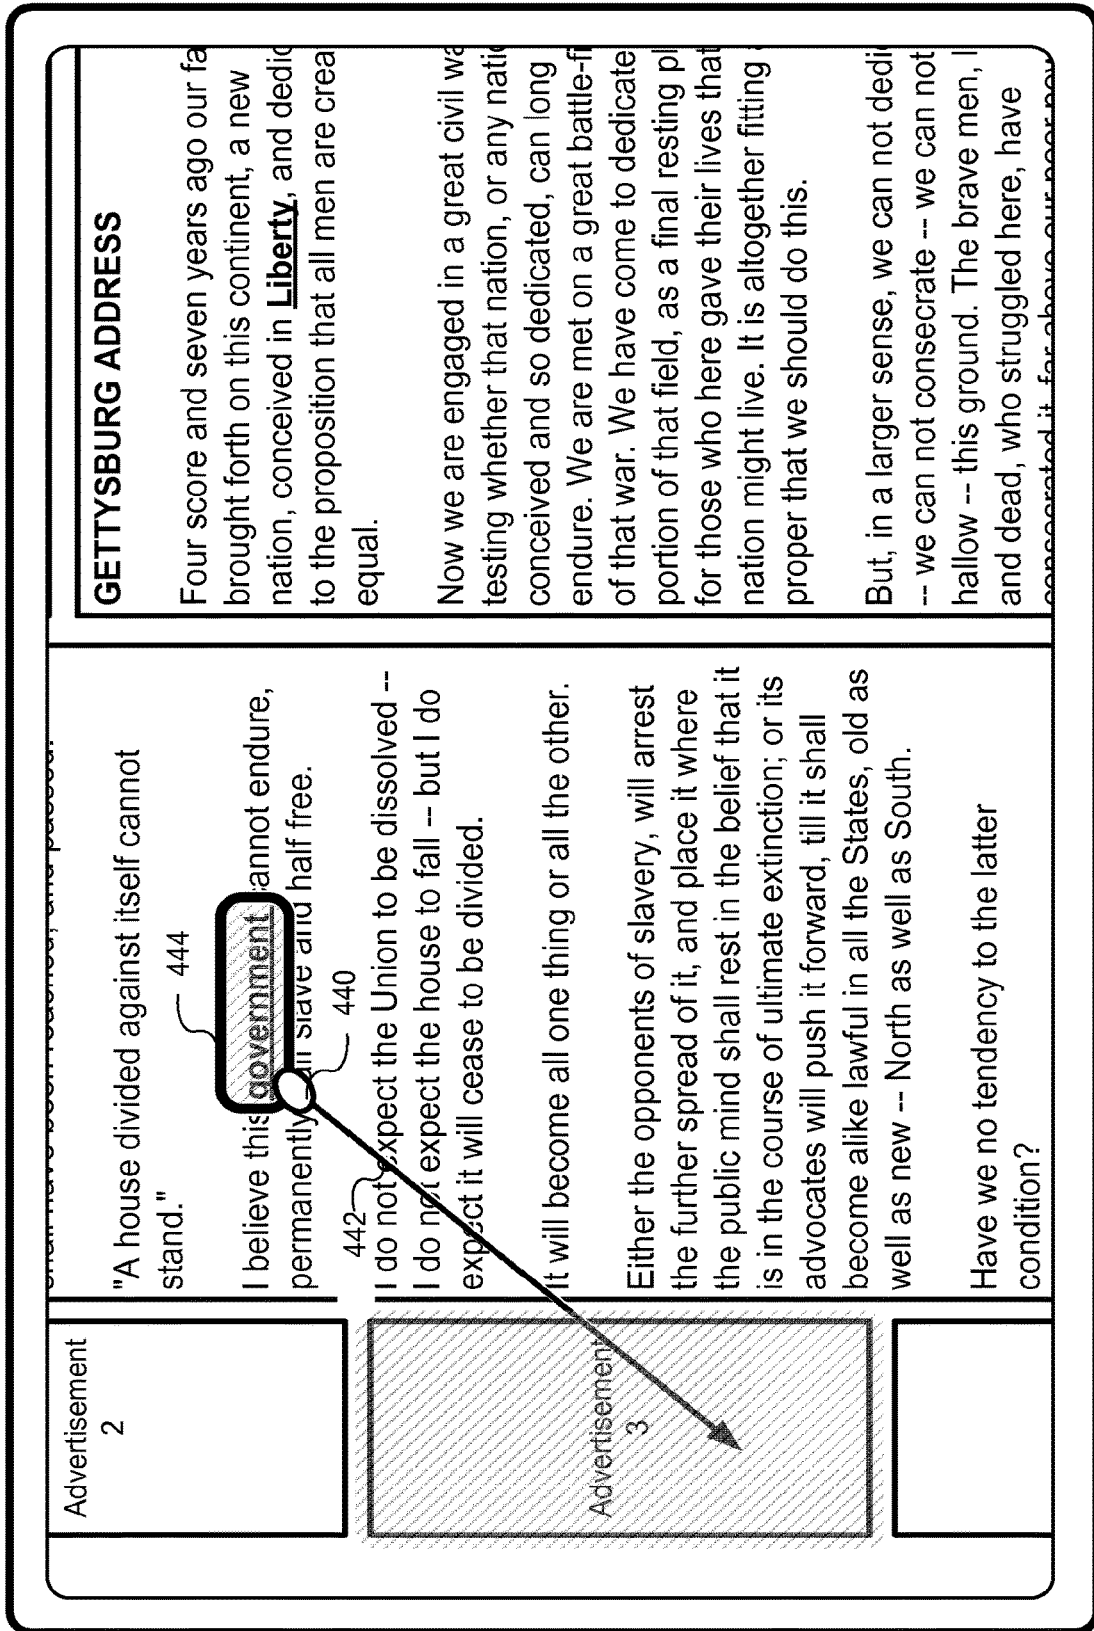 Advertisement
2
Advertisement
3
"A house divided against itself cannot
stand."
444
I believe this government cannot endure,
permanently half slave and half free.
440
442
I do not expect the Union to be dissolved --
I do not expect the house to fall -- but I do
expect it will cease to be divided.
It will become all one thing or all the other.
Either the opponents of slavery, will arrest
the further spread of it, and place it where
the public mind shall rest in the belief that it
is in the course of ultimate extinction; or its
advocates will push it forward, till it shall
become alike lawful in all the States, old as
well as new -- North as well as South.
Have we no tendency to the latter
condition?
GETTYSBURG ADDRESS
Four score and seven years ago our fa
brought forth on this continent, a new
nation, conceived in Liberty, and dedic
to the proposition that all men are crea
equal.
Now we are engaged in a great civil wa
testing whether that nation, or any natio
conceived and so dedicated, can long
endure. We are met on a great battle-fi
of that war. We have come to dedicate
portion of that field, as a final resting pl
for those who here gave their lives that
nation might live. It is altogether fitting
proper that we should do this.
But, in a larger sense, we can not dedi
-- we can not consecrate -- we can not
hallow -- this ground. The brave men, l
and dead, who struggled here, have